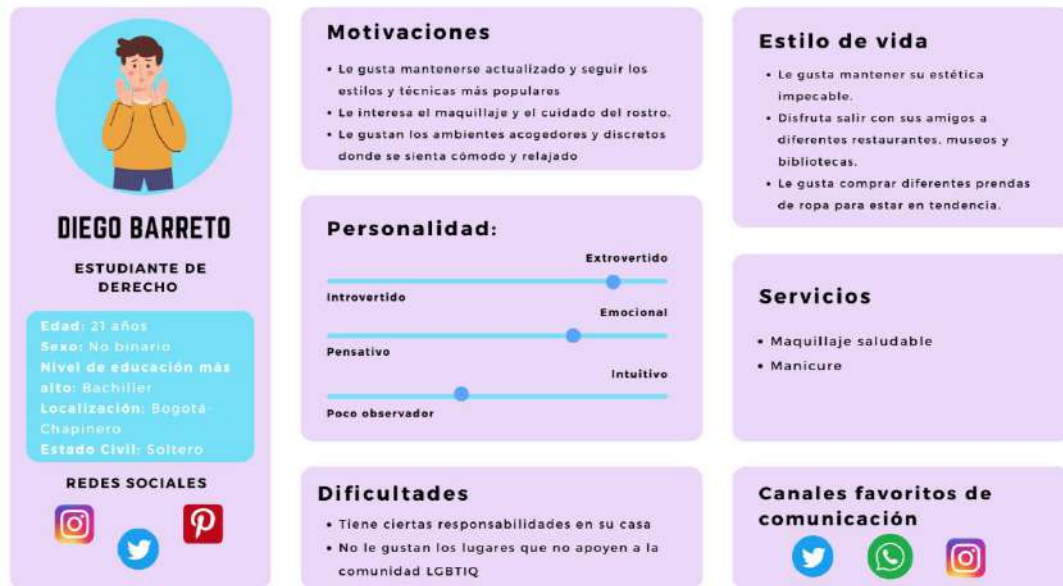 DIEGO BARRETO
ESTUDIANTE DE
DERECHO
Edad: 21 años
Sexo: No binario
Nivel de educación más
alto: Bachiller
Localización: Bogotá-
Chapinero
Estado Civil: Soltero
REDES SOCIALES
Motivaciones
• Le gusta mantenerse actualizado y seguir los
estilos y técnicas más populares
• Le interesa el maquillaje y el cuidado del rostro.
• Le gustan los ambientes acogedores y discretos
donde se sienta cómodo y relajado
Personalidad:
Extrovertido
Introvertido
Emocional
Pensativo
Intuitivo
Poco observador
Dificultades
• Tiene ciertas responsabilidades en su casa
• No le gustan los lugares que no apoyen a la
comunidad LGBTIQ
Estilo de vida
• Le gusta mantener su estética
impecable.
• Disfruta salir con sus amigos a
diferentes restaurantes, museos y
bibliotecas.
• Le gusta comprar diferentes prendas
de ropa para estar en tendencia.
Servicios
• Maquillaje saludable
• Manicure
Canales favoritos de
comunicación